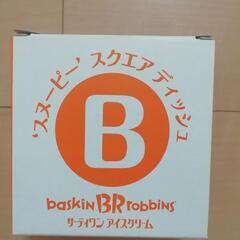 'スヌーピー' スクエア ディッシュ
B
baskin BR robbins
サーティワン アイスクリーム